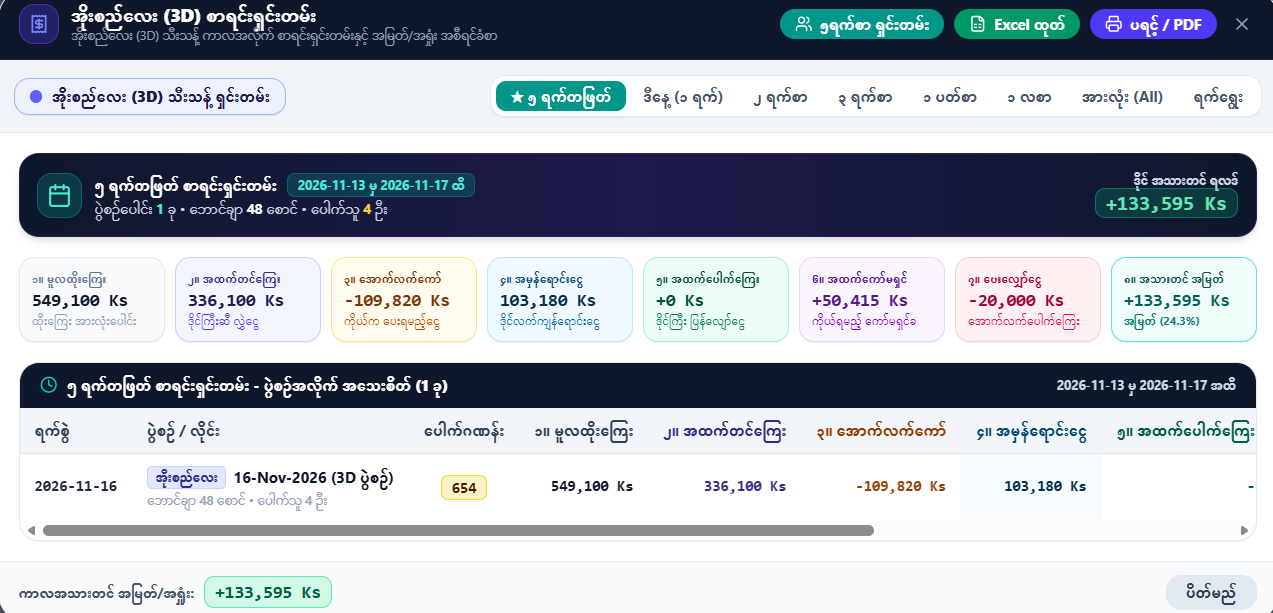 အိုးစည်လေး (3D) စာရင်းရှင်းတမ်း
အိုးစည်လေး (3D) သီးသန့် ကာလအလိုက် စာရင်းရှင်းတမ်းနှင့် အမြတ်/အရှုံး အစီရင်ခံစာ
၅ရက်စာ ရှင်းတမ်း
Excel ထုတ်
ပရင့် / PDF
အိုးစည်လေး (3D) သီးသန့် ရှင်းတမ်း
★ ၅ ရက်တဖြတ်
ဒီနေ့ (၁ ရက်)
၂ ရက်စာ
၃ ရက်စာ
၁ ပတ်စာ
၁ လစာ
အားလုံး (All)
ရက်ရွေး
၅ ရက်တဖြတ် စာရင်းရှင်းတမ်း
2026-11-13 မှ 2026-11-17 ထိ
ပွဲစဉ်ပေါင်း 1 ခု • ဘောင်ချာ 48 စောင် • ပေါက်သူ 4 ဦး
ဒိုင် အသားတင် ရလဒ်
+133,595 Ks
၁။ မူလထိုးကြေး
549,100 Ks
ထိုးကြေး အားလုံးပေါင်း
၂။ အထက်တင်ကြေး
336,100 Ks
ဒိုင်ကြီးဆီ လွှဲငွေ
၃။ အောက်လက်ကော်
-109,820 Ks
ကိုယ်က ပေးရမည့်ငွေ
၄။ အမှန်ရောင်းငွေ
103,180 Ks
ဒိုင်လက်ကျန်ရောင်းငွေ
၅။ အထက်ပေါက်ကြေး
+0 Ks
ဒိုင်ကြီး ပြန်လျော်ငွေ
၆။ အထက်ကော်မရှင်
+50,415 Ks
ကိုယ်ရမည့် ကော်မရှင်ခ
၇။ ပေးလျှော်ငွေ
-20,000 Ks
အောက်လက်ပေါက်ကြေး
၈။ အသားတင် အမြတ်
+133,595 Ks
အမြတ် (24.3%)
၅ ရက်တဖြတ် စာရင်းရှင်းတမ်း - ပွဲစဉ်အလိုက် အသေးစိတ် (1 ခု)
2026-11-13 မှ 2026-11-17 အထိ
ရက်စွဲ
ပွဲစဉ် / လိုင်း
ပေါက်ဂဏန်း
၁။ မူလထိုးကြေး
၂။ အထက်တင်ကြေး
၃။ အောက်လက်ကော်
၄။ အမှန်ရောင်းငွေ
၅။ အထက်ပေါက်ကြေး
2026-11-16
အိုးစည်လေး 16-Nov-2026 (3D ပွဲစဉ်)
ဘောင်ချာ 48 စောင် • ပေါက်သူ 4 ဦး
654
549,100 Ks
336,100 Ks
-109,820 Ks
103,180 Ks
-
ကာလအသားတင် အမြတ်/အရှုံး:
+133,595 Ks
ပိတ်မည်